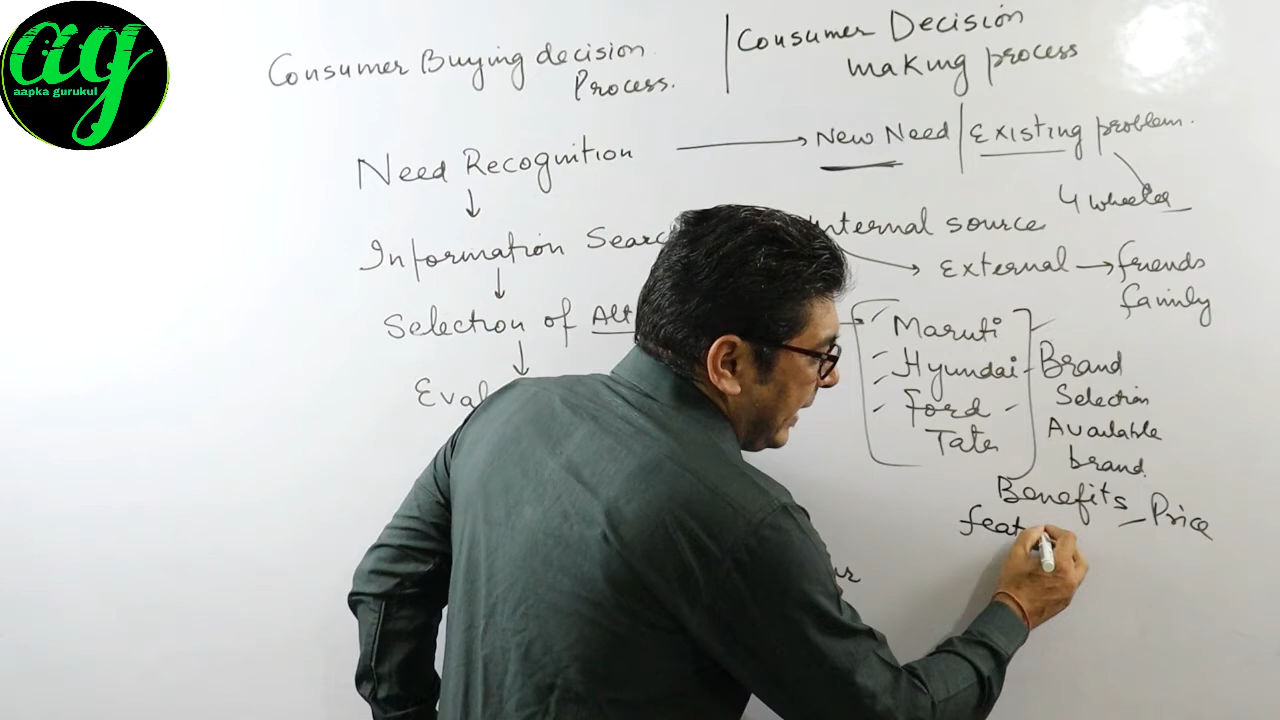 ag
aapka gurukul
Consumer Buying decision
Process.
Consumer Decision
making process
Need Recognition → New Need | Existing problem.
4 wheeler
Information Searc
Internal source
External → friends
family
Selection of Alt
Maruti
Hyundai - Brand
Selection
Ford -
Available
Tata
brand
Eval
Benefits
- Price
feat